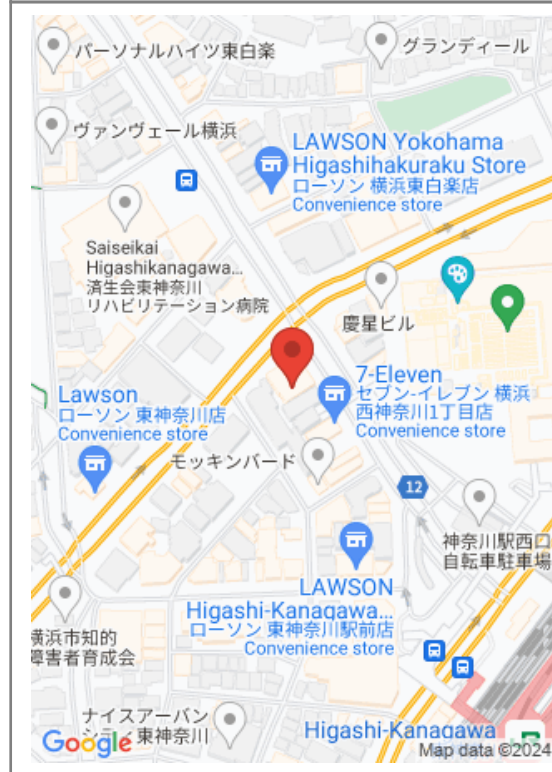 パーソナルハイツ東白楽
グランディール
ヴァンヴェール横浜
LAWSON Yokohama
Higashihakuraku Store
ローソン 横浜東白楽店
Convenience store
Saiseikai
Higashikanagawa...
済生会東神奈川
リハビリテーション病院
慶星ビル
7-Eleven
セブン-イレブン 横浜
西神奈川1丁目店
Convenience store
Lawson
ローソン 東神奈川店
Convenience store
モッキンバード
12
神奈川駅西口
自転車駐車場
LAWSON
Higashi-Kanagawa...
ローソン 東神奈川駅前店
Convenience store
横浜市知的
障害者育成会
ナイスアーバン
東神奈川
Higashi-Kanagawa
Google
Map data ©2024